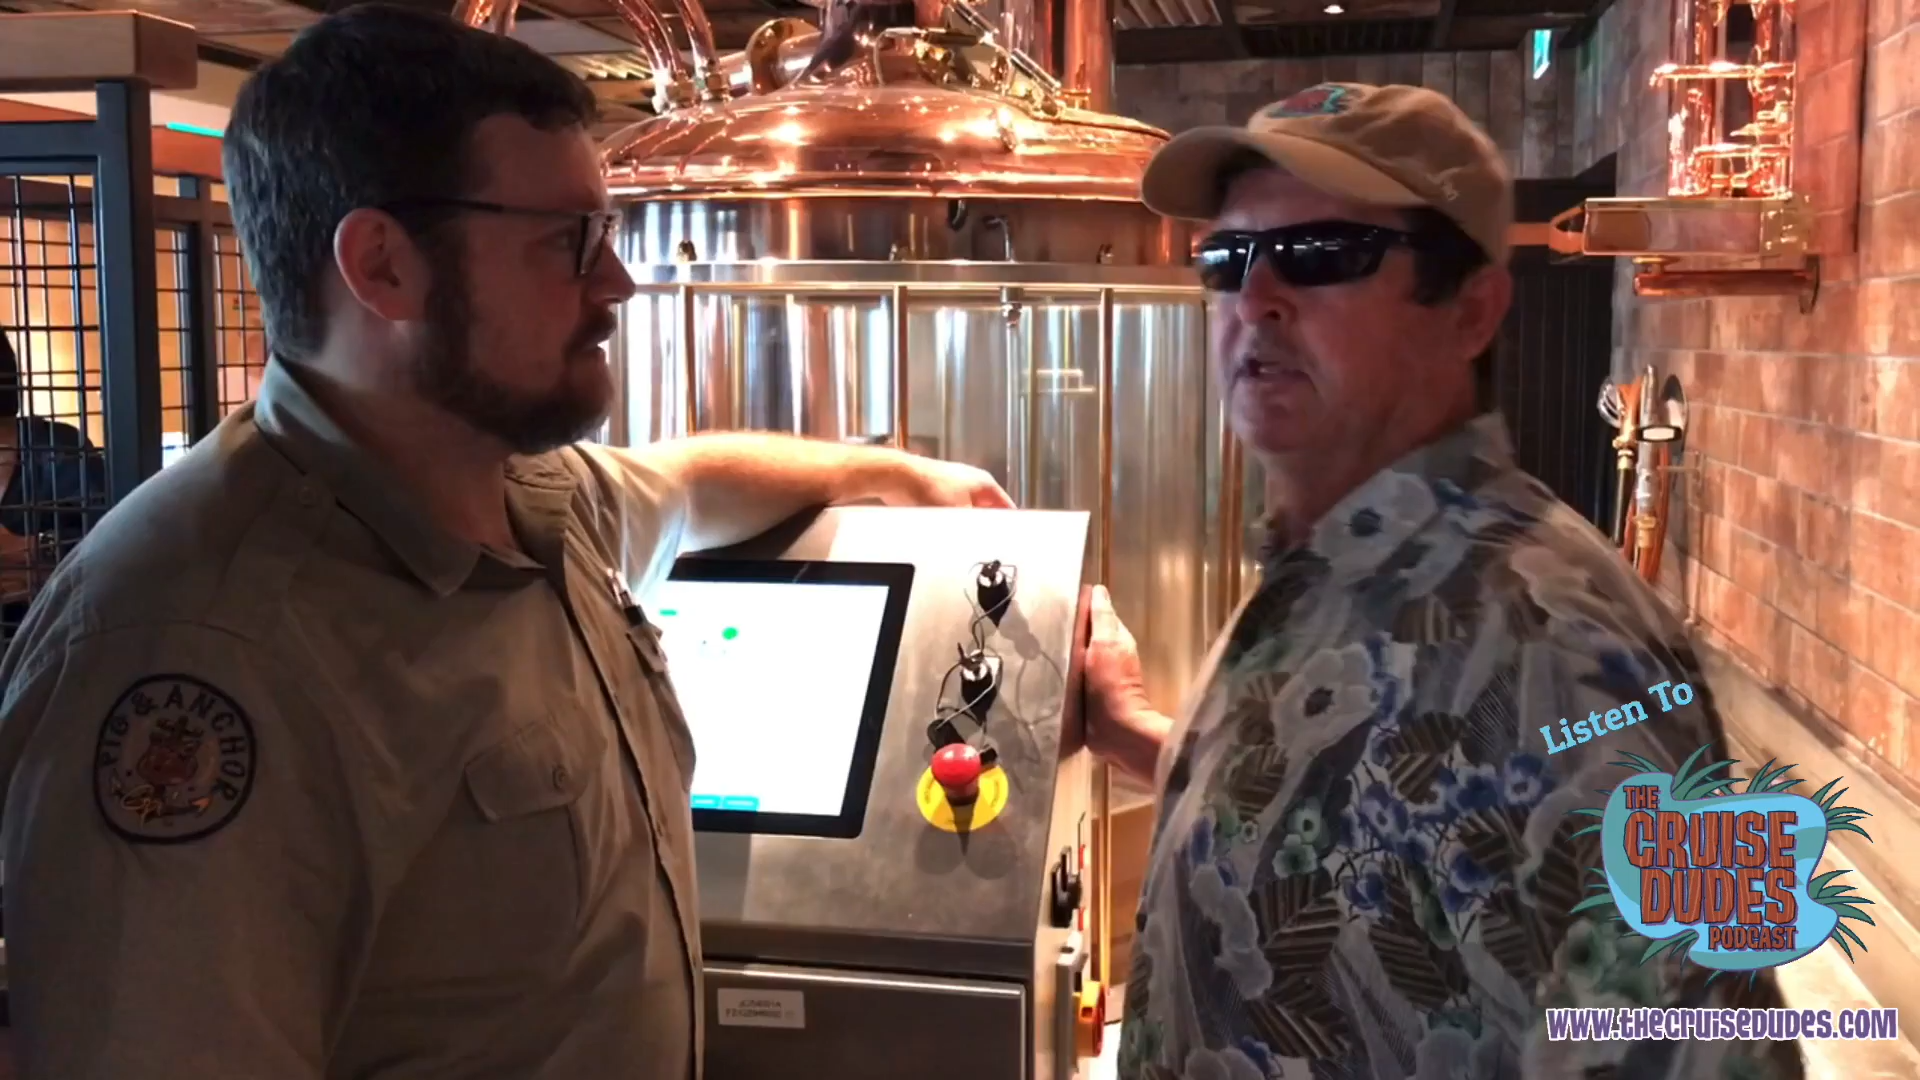 PIG & ANCHOR
Listen To
THE
CRUISE
DUDES
PODCAST
www.thecruisedudes.com